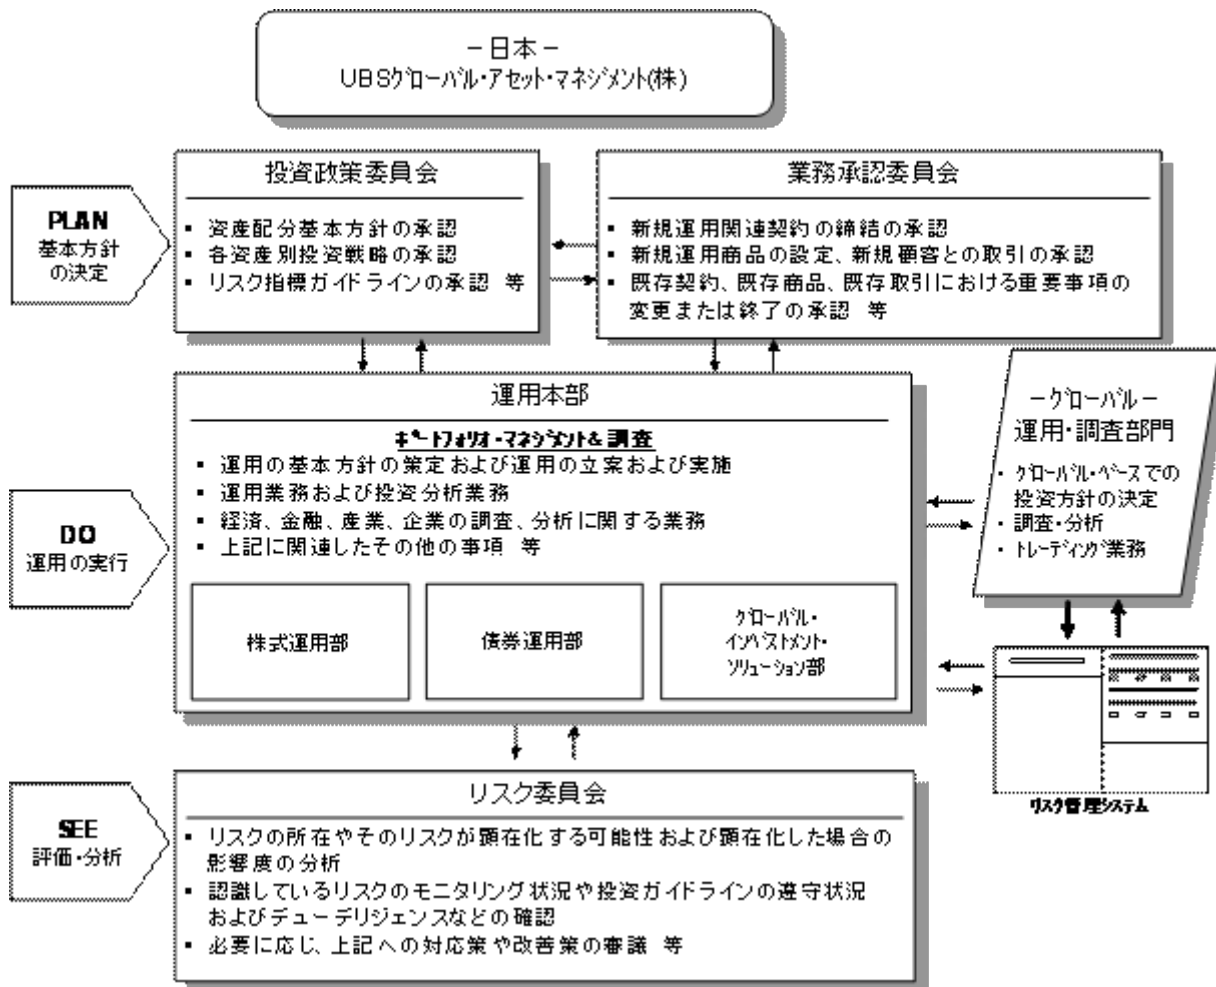 －日本－
UBSｸﾞﾛｰﾊﾞﾙ･ｱｾｯﾄ･ﾏﾈｼﾞﾒﾝﾄ(株)
PLAN
基本方針
の決定
投資政策委員会
▪ 資産配分基本方針の承認
▪ 各資産別投資戦略の承認
▪ リスク指標ガイドラインの承認 等
業務承認委員会
▪ 新規運用関連契約の締結の承認
▪ 新規運用商品の設定、新規顧客との取引の承認
▪ 既存契約、既存商品、既存取引における重要事項の
変更または終了の承認 等
DO
運用の実行
運用本部
ﾎﾟｰﾄﾌｫﾘｵ･ﾏﾈｼﾞﾒﾝﾄ&調査
▪ 運用の基本方針の策定および運用の立案および実施
▪ 運用業務および投資分析業務
▪ 経済、金融、産業、企業の調査、分析に関する業務
▪ 上記に関連したその他の事項 等
株式運用部
債券運用部
ｸﾞﾛｰﾊﾞﾙ･
ｲﾝﾍﾞｽﾄﾒﾝﾄ･
ｿﾘｭｰｼｮﾝ部
－ｸﾞﾛｰﾊﾞﾙ－
運用･調査部門
・ ｸﾞﾛｰﾊﾞﾙ･ﾍﾞｰｽでの
投資方針の決定
・ 調査･分析
・ ﾄﾚｰﾃﾞｨﾝｸﾞ業務
ﾘｽｸ管理ｼｽﾃﾑ
SEE
評価･分析
リスク委員会
▪ リスクの所在やそのリスクが顕在化する可能性および顕在化した場合の
影響度の分析
▪ 認識しているリスクのモニタリング状況や投資ガイドラインの遵守状況
およびデューデリジェンスなどの確認
▪ 必要に応じ、上記への対応策や改善策の審議 等